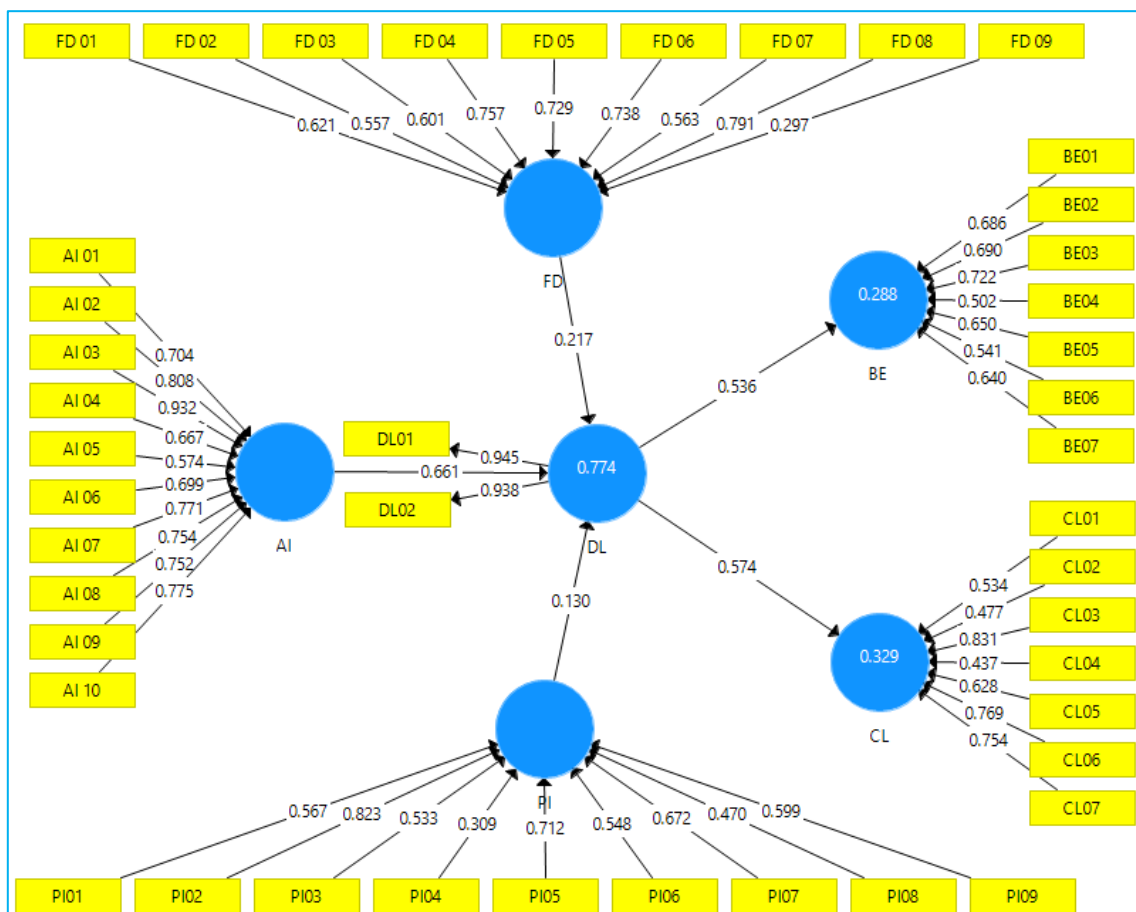 FD 01 FD 02 FD 03 FD 04 FD 05 FD 06 FD 07 FD 08 FD 09
0.621 0.557 0.601 0.757 0.729 0.738 0.563 0.791 0.297
FD
0.217
AI 01
AI 02
AI 03
AI 04
AI 05
AI 06
AI 07
AI 08
AI 09
AI 10
0.704
0.808
0.932
0.667
0.574
0.699
0.771
0.754
0.752
0.775
AI
0.661
DL01
DL02
0.945
0.938
0.774
DL
0.536
0.574
0.288
BE
0.686
0.690
0.722
0.502
0.650
0.541
0.640
BE01
BE02
BE03
BE04
BE05
BE06
BE07
0.329
CL
0.534
0.477
0.831
0.437
0.628
0.769
0.754
CL01
CL02
CL03
CL04
CL05
CL06
CL07
0.130
PI
0.567 0.823 0.533 0.309 0.712 0.548 0.672 0.470 0.599
PI01 PI02 PI03 PI04 PI05 PI06 PI07 PI08 PI09